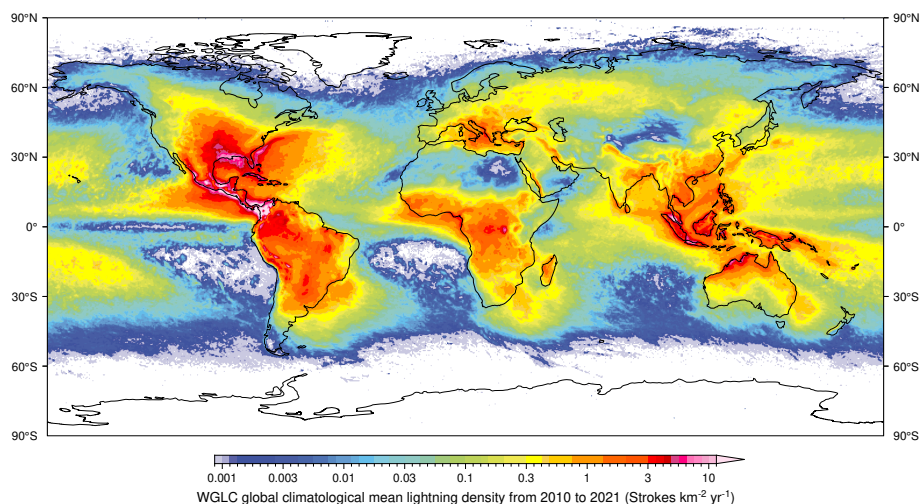 90°N 90°N
60°N 60°N
30°N 30°N
0° 0°
30°S 30°S
60°S 60°S
90°S 90°S
0.001 0.003 0.01 0.03 0.1 0.3 1 3 10
WGLC global climatological mean lightning density from 2010 to 2021 (Strokes km⁻² yr⁻¹)